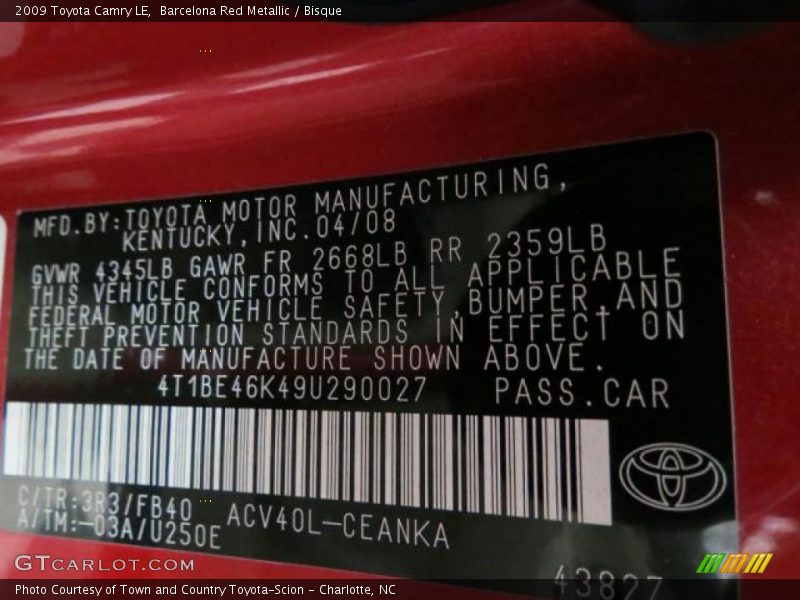 2009 Toyota Camry LE,  Barcelona Red Metallic / Bisque
MFD.BY:TOYOTA MOTOR MANUFACTURING,
KENTUCKY,INC.04/08
GVWR 4345LB GAWR FR 2668LB RR 2359LB
THIS VEHICLE CONFORMS TO ALL APPLICABLE
FEDERAL MOTOR VEHICLE SAFETY,BUMPER,AND
THEFT PREVENTION STANDARDS IN EFFECT ON
THE DATE OF MANUFACTURE SHOWN ABOVE.
4T1BE46K49U290027 PASS.CAR
C/TR:3R3/FB40 ACV40L-CEANKA
A/TM:-03A/U250E
43827
GTCARLOT.COM
Photo Courtesy of Town and Country Toyota-Scion - Charlotte, NC